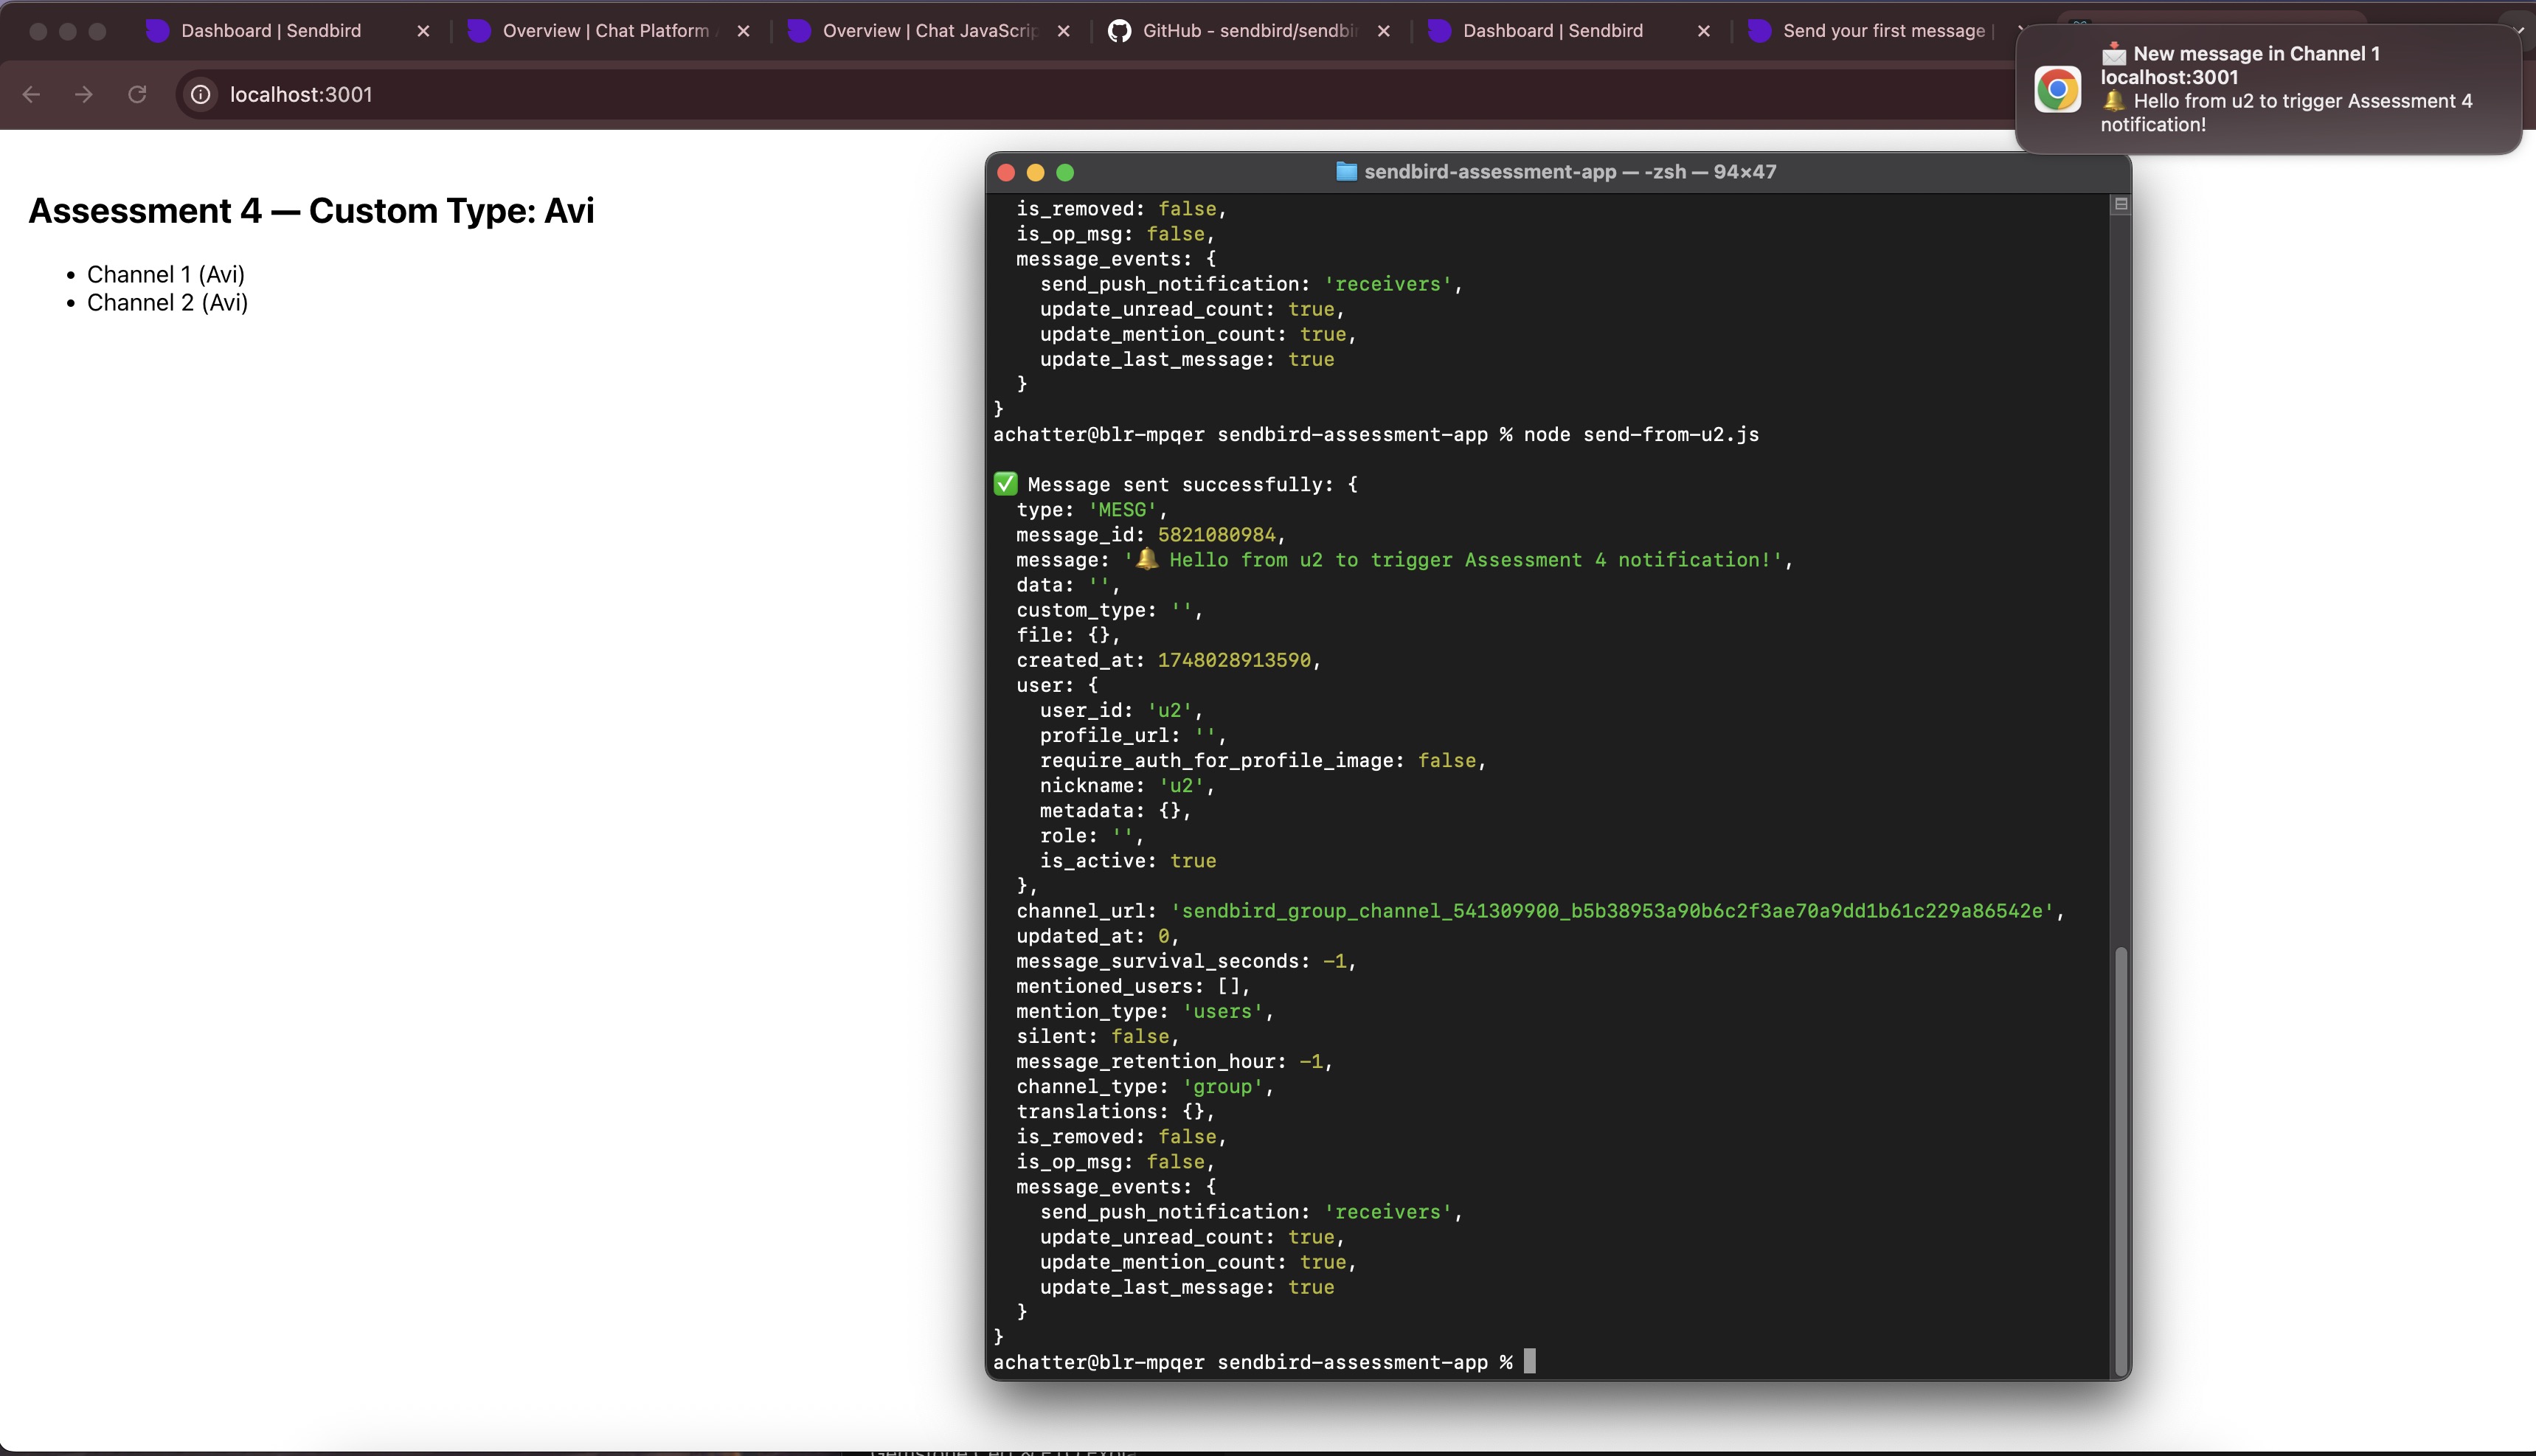 Dashboard | Sendbird
Overview | Chat Platform
Overview | Chat JavaScrip
GitHub - sendbird/sendbir
Dashboard | Sendbird
Send your first message |
localhost:3001
📩 New message in Channel 1
localhost:3001
🔔 Hello from u2 to trigger Assessment 4
notification!
Assessment 4 — Custom Type: Avi
• Channel 1 (Avi)
• Channel 2 (Avi)
sendbird-assessment-app — -zsh — 94×47
is_removed: false,
is_op_msg: false,
message_events: {
send_push_notification: 'receivers',
update_unread_count: true,
update_mention_count: true,
update_last_message: true
}
}
achatter@blr-mpqer sendbird-assessment-app % node send-from-u2.js
✅ Message sent successfully: {
type: 'MESG',
message_id: 5821080984,
message: '🔔 Hello from u2 to trigger Assessment 4 notification!',
data: '',
custom_type: '',
file: {},
created_at: 1748028913590,
user: {
user_id: 'u2',
profile_url: '',
require_auth_for_profile_image: false,
nickname: 'u2',
metadata: {},
role: '',
is_active: true
},
channel_url: 'sendbird_group_channel_541309900_b5b38953a90b6c2f3ae70a9dd1b61c229a86542e',
updated_at: 0,
message_survival_seconds: -1,
mentioned_users: [],
mention_type: 'users',
silent: false,
message_retention_hour: -1,
channel_type: 'group',
translations: {},
is_removed: false,
is_op_msg: false,
message_events: {
send_push_notification: 'receivers',
update_unread_count: true,
update_mention_count: true,
update_last_message: true
}
}
achatter@blr-mpqer sendbird-assessment-app %